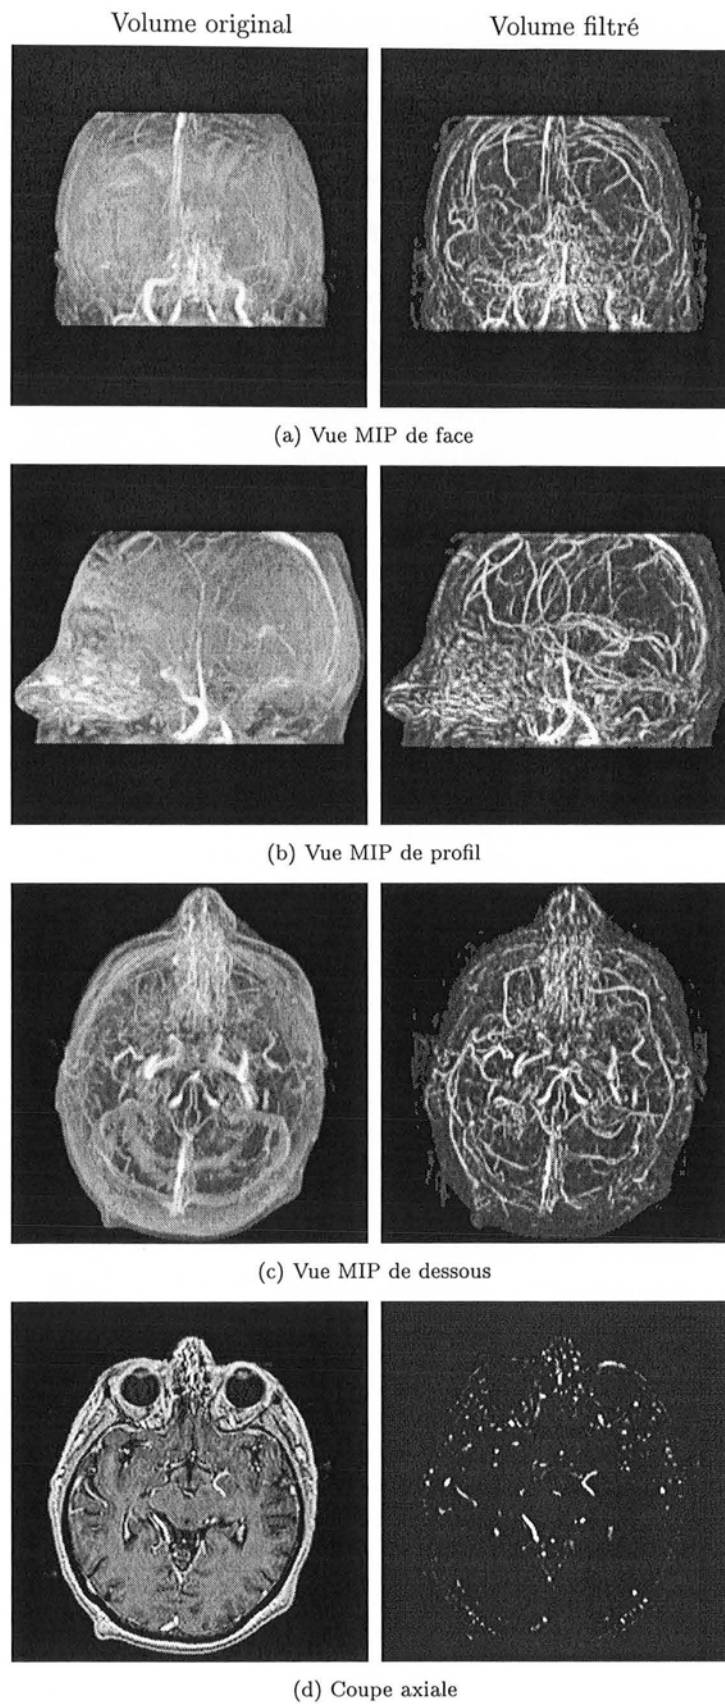 Volume original Volume filtré
(a) Vue MIP de face
(b) Vue MIP de profil
(c) Vue MIP de dessous
(d) Coupe axiale